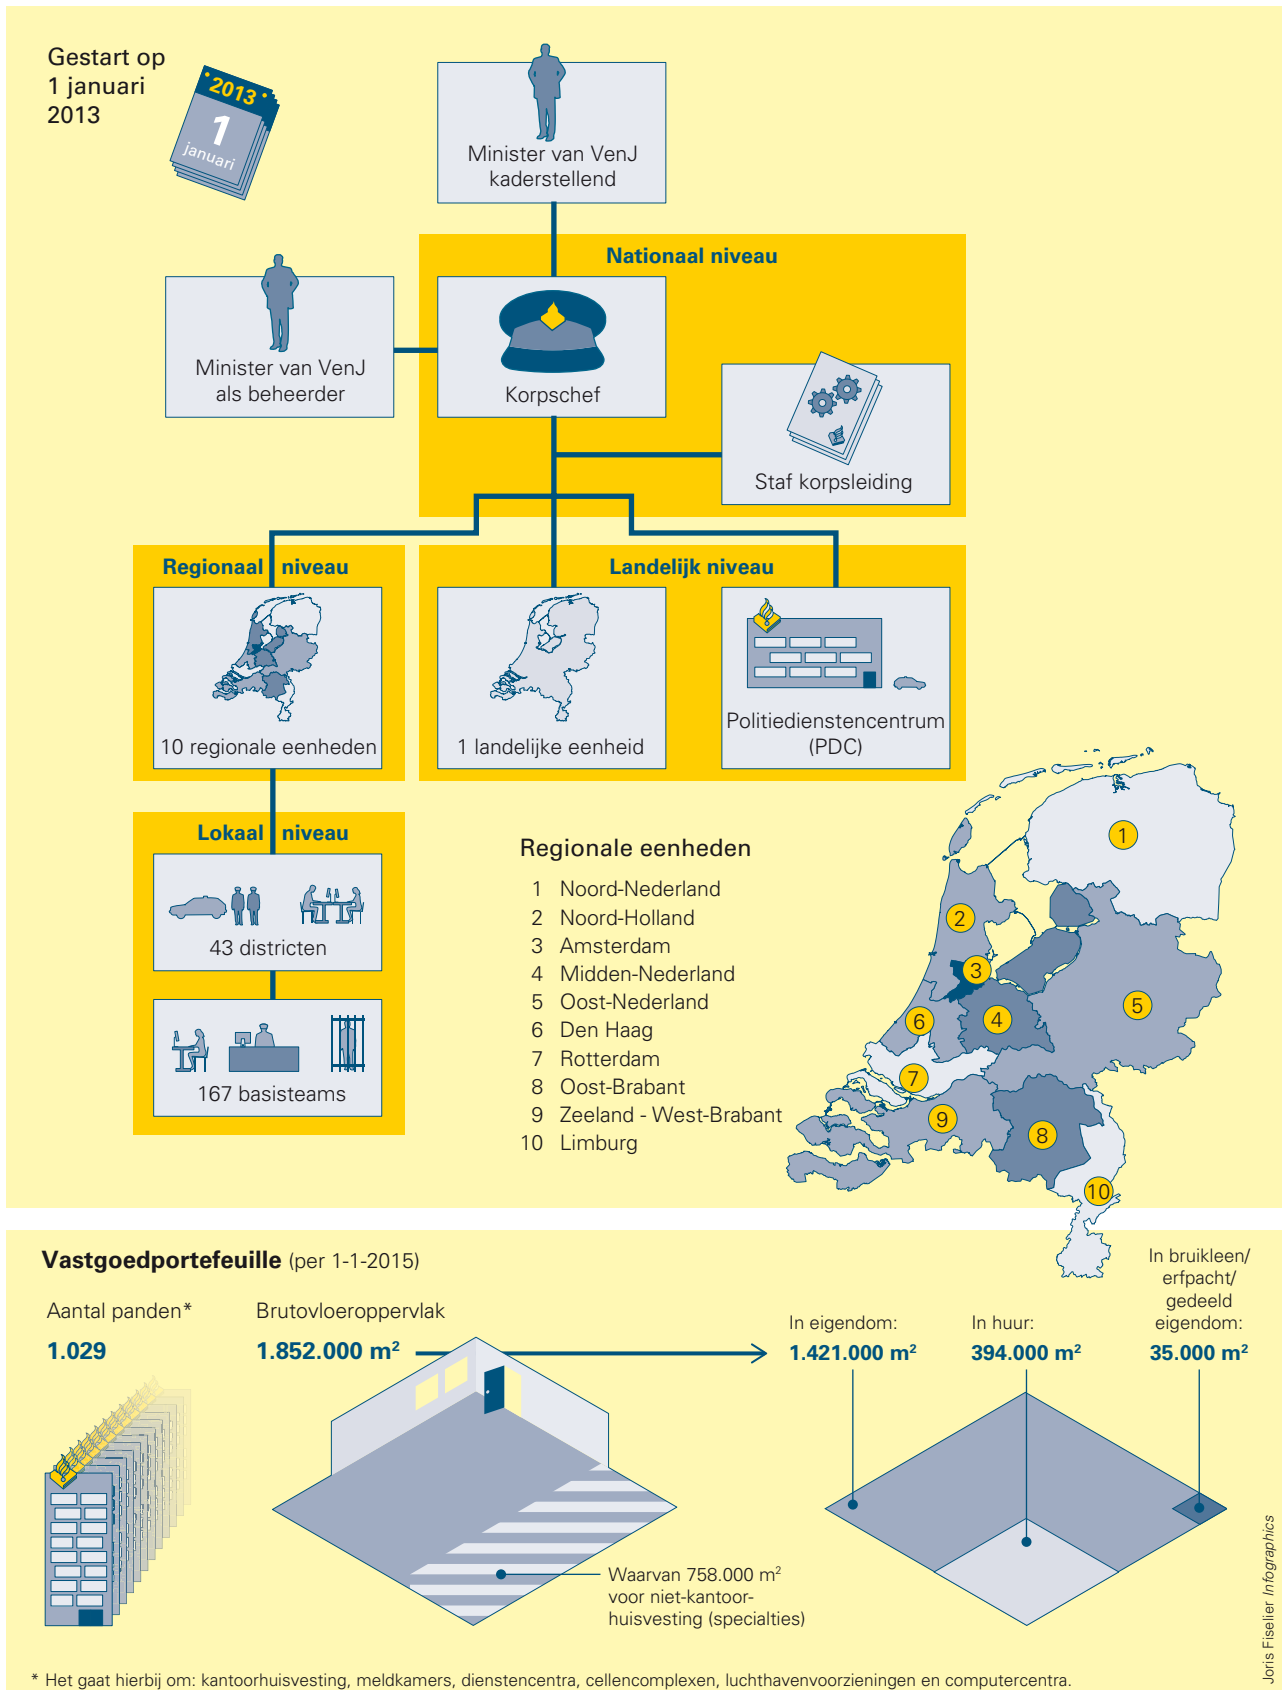 Gestart op
1 januari
2013
2013
1
januari
Minister van VenJ
kaderstellend
Nationaal niveau
Minister van VenJ
als beheerder
Korpschef
Staf korpsleiding
Regionaal niveau
10 regionale eenheden
Landelijk niveau
1 landelijke eenheid
Politiedienstencentrum
(PDC)
Lokaal niveau
43 districten
167 basisteams
Regionale eenheden
1 Noord-Nederland
2 Noord-Holland
3 Amsterdam
4 Midden-Nederland
5 Oost-Nederland
6 Den Haag
7 Rotterdam
8 Oost-Brabant
9 Zeeland - West-Brabant
10 Limburg
1
2
3
4
5
6
7
8
9
10
Vastgoedportefeuille (per 1-1-2015)
Aantal panden*
1.029
Brutovloeroppervlak
1.852.000 m²
In eigendom:
1.421.000 m²
In huur:
394.000 m²
In bruikleen/
erfpacht/
gedeeld
eigendom:
35.000 m²
Waarvan 758.000 m²
voor niet-kantoor-
huisvesting (specialties)
* Het gaat hierbij om: kantoorhuisvesting, meldkamers, dienstencentra, cellencomplexen, luchthavenvoorzieningen en computercentra.
Joris Fiselier Infographics